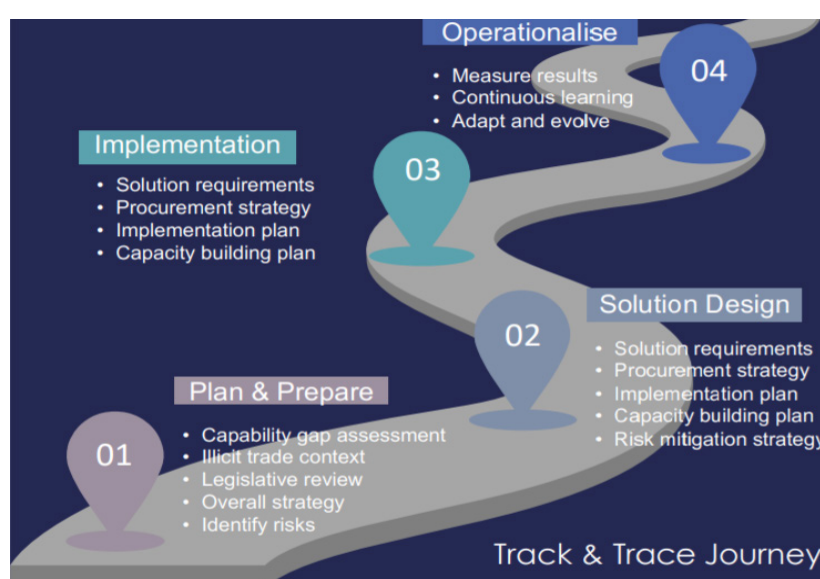 Operationalise
04
• Measure results
• Continuous learning
• Adapt and evolve
Implementation
03
• Solution requirements
• Procurement strategy
• Implementation plan
• Capacity building plan
Solution Design
02
• Solution requirements
• Procurement strategy
• Implementation plan
• Capacity building plan
• Risk mitigation strategy
Plan & Prepare
01
• Capability gap assessment
• Illicit trade context
• Legislative review
• Overall strategy
• Identify risks
Track & Trace Journey